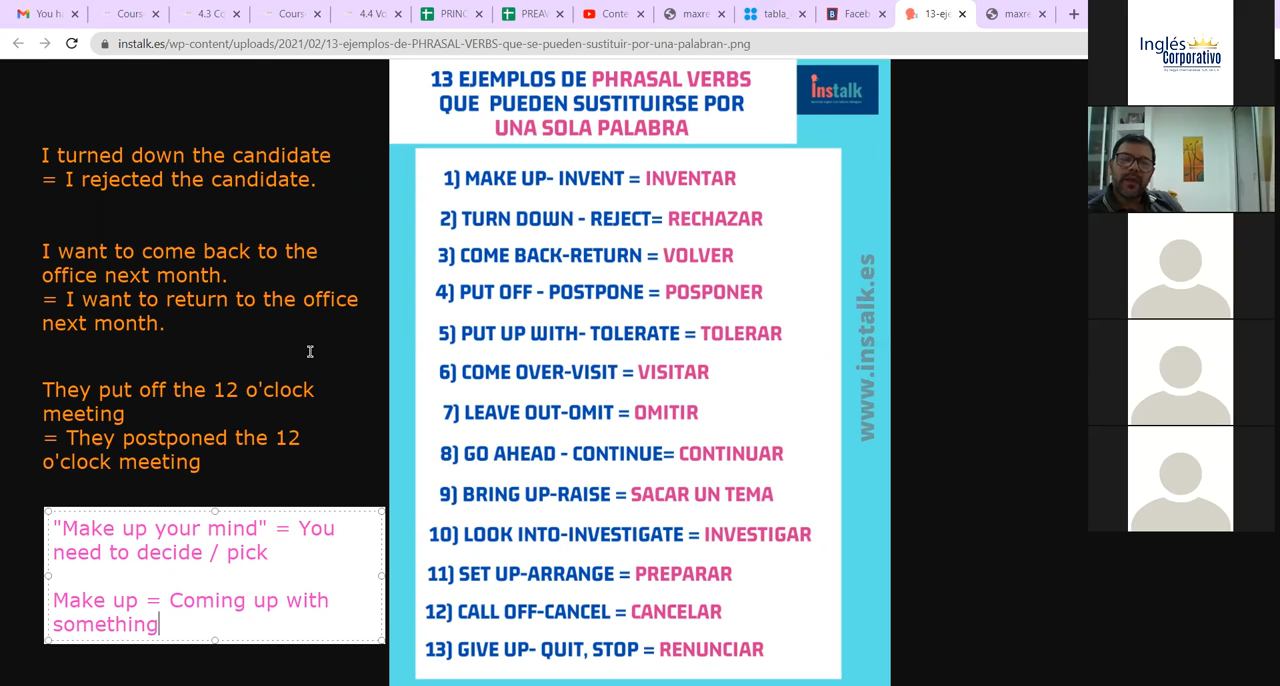 instalk.es/wp-content/uploads/2021/02/13-ejemplos-de-PHRASAL-VERBS-que-se-pueden-sustituir-por-una-palabran-.png
13 EJEMPLOS DE PHRASAL VERBS
QUE PUEDEN SUSTITUIRSE POR
UNA SOLA PALABRA
instalk
I turned down the candidate
= I rejected the candidate.
I want to come back to the
office next month.
= I want to return to the office
next month.
They put off the 12 o'clock
meeting
= They postponed the 12
o'clock meeting
"Make up your mind" = You
need to decide / pick
Make up = Coming up with
something
1) MAKE UP- INVENT = INVENTAR
2) TURN DOWN - REJECT= RECHAZAR
3) COME BACK-RETURN = VOLVER
4) PUT OFF - POSTPONE = POSPONER
5) PUT UP WITH- TOLERATE = TOLERAR
6) COME OVER-VISIT = VISITAR
7) LEAVE OUT-OMIT = OMITIR
8) GO AHEAD - CONTINUE= CONTINUAR
9) BRING UP-RAISE = SACAR UN TEMA
10) LOOK INTO-INVESTIGATE = INVESTIGAR
11) SET UP-ARRANGE = PREPARAR
12) CALL OFF-CANCEL = CANCELAR
13) GIVE UP- QUIT, STOP = RENUNCIAR
www.instalk.es
Inglés
Corporativo